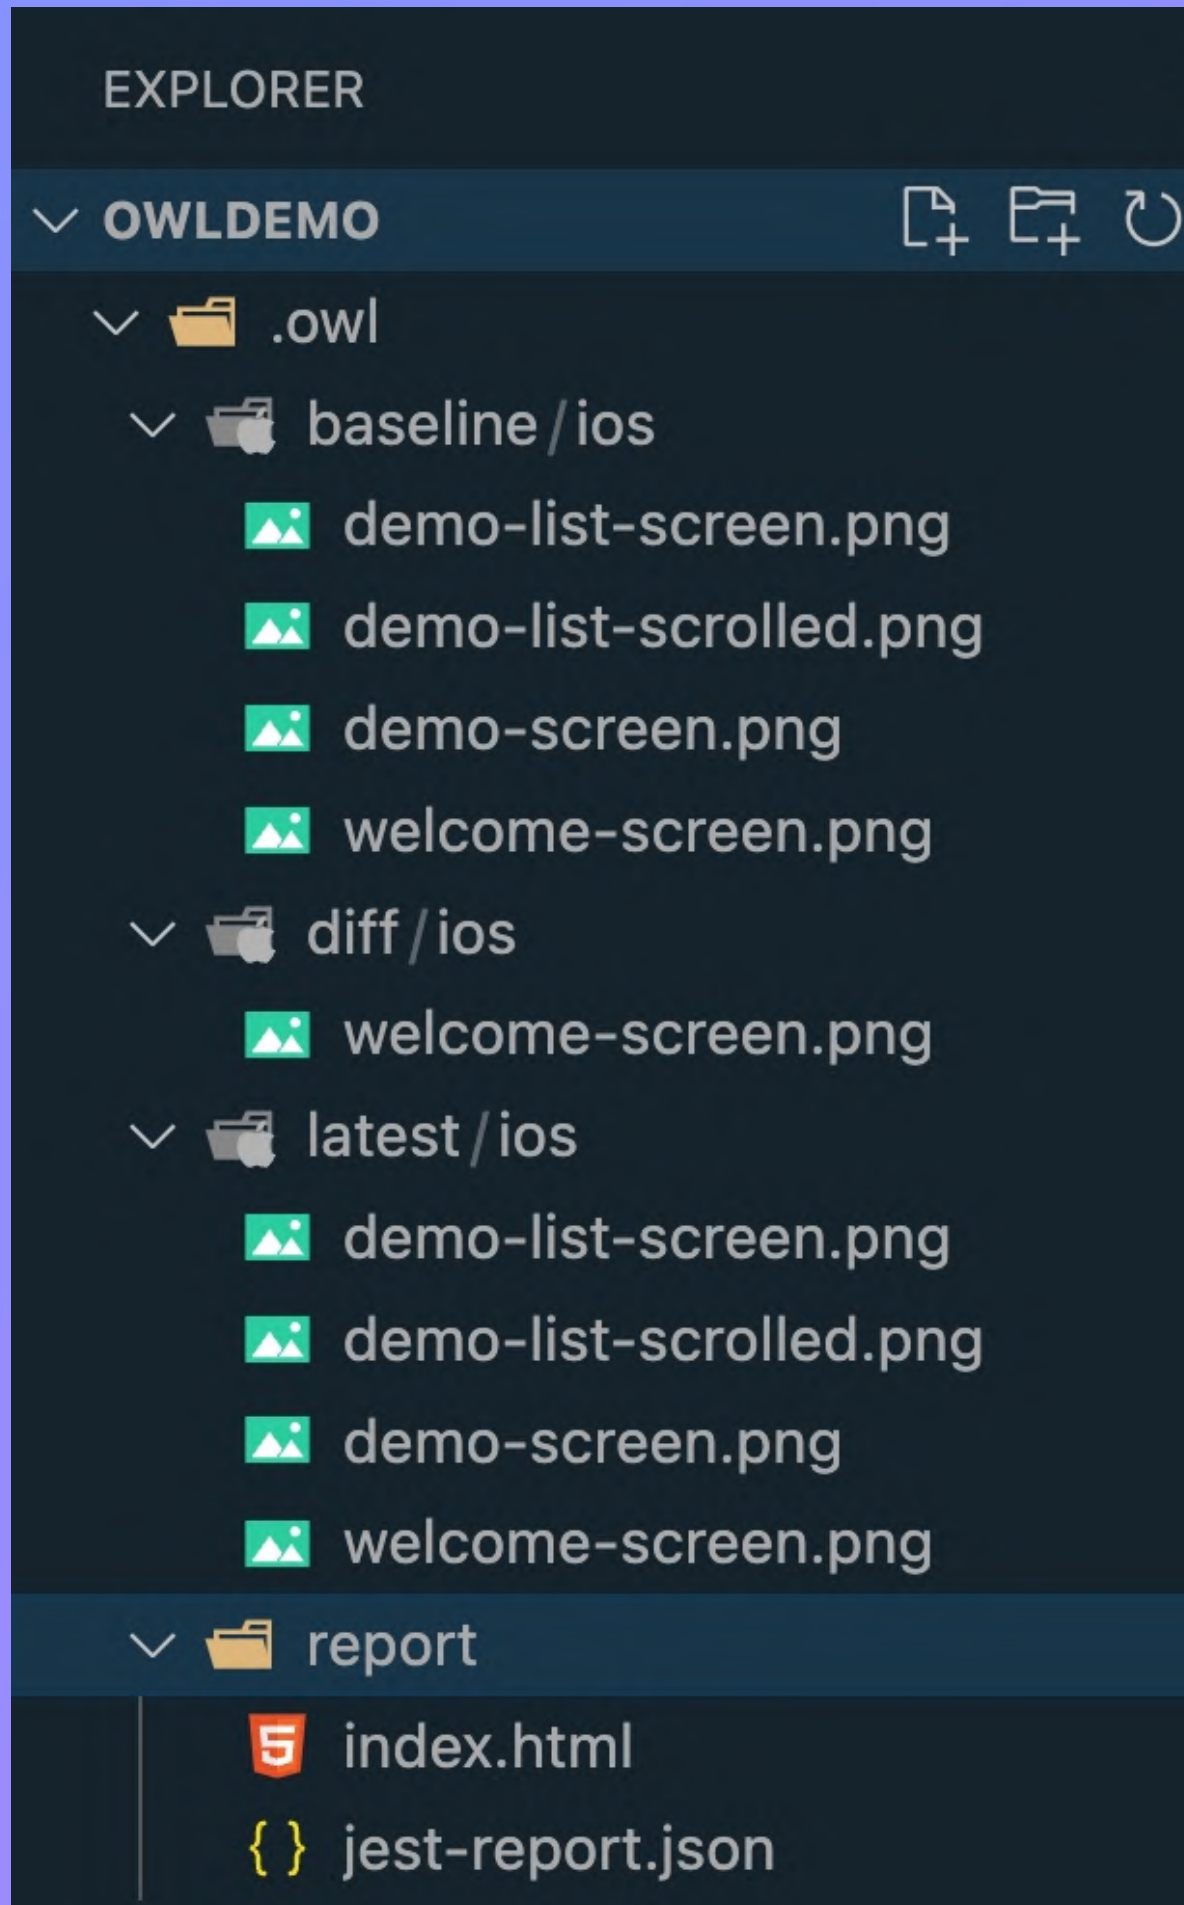 EXPLORER
OWLDEMO
.owl
baseline/ios
demo-list-screen.png
demo-list-scrolled.png
demo-screen.png
welcome-screen.png
diff/ios
welcome-screen.png
latest/ios
demo-list-screen.png
demo-list-scrolled.png
demo-screen.png
welcome-screen.png
report
index.html
{} jest-report.json